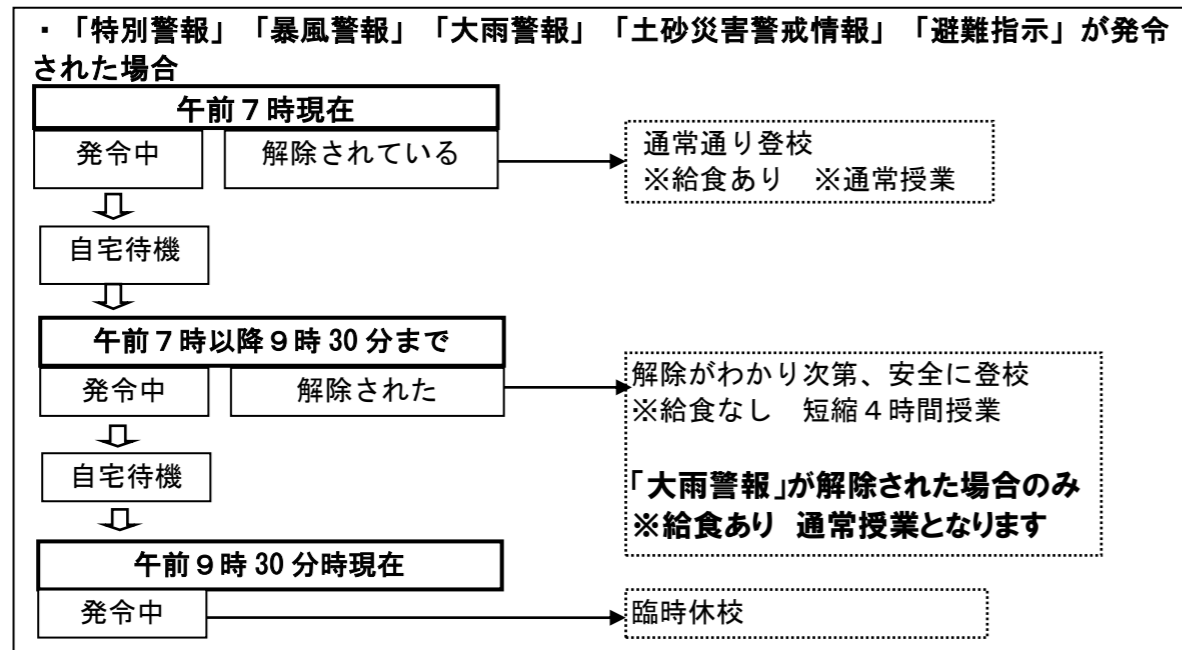 ・「特別警報」「暴風警報」「大雨警報」「土砂災害警戒情報」「避難指示」が発令
された場合
午前７時現在
発令中
解除されている
通常通り登校
※給食あり　※通常授業
自宅待機
午前７時以降９時30分まで
発令中
解除された
解除がわかり次第、安全に登校
※給食なし　短縮４時間授業
「大雨警報」が解除された場合のみ
※給食あり 通常授業となります
自宅待機
午前９時30分時現在
発令中
臨時休校